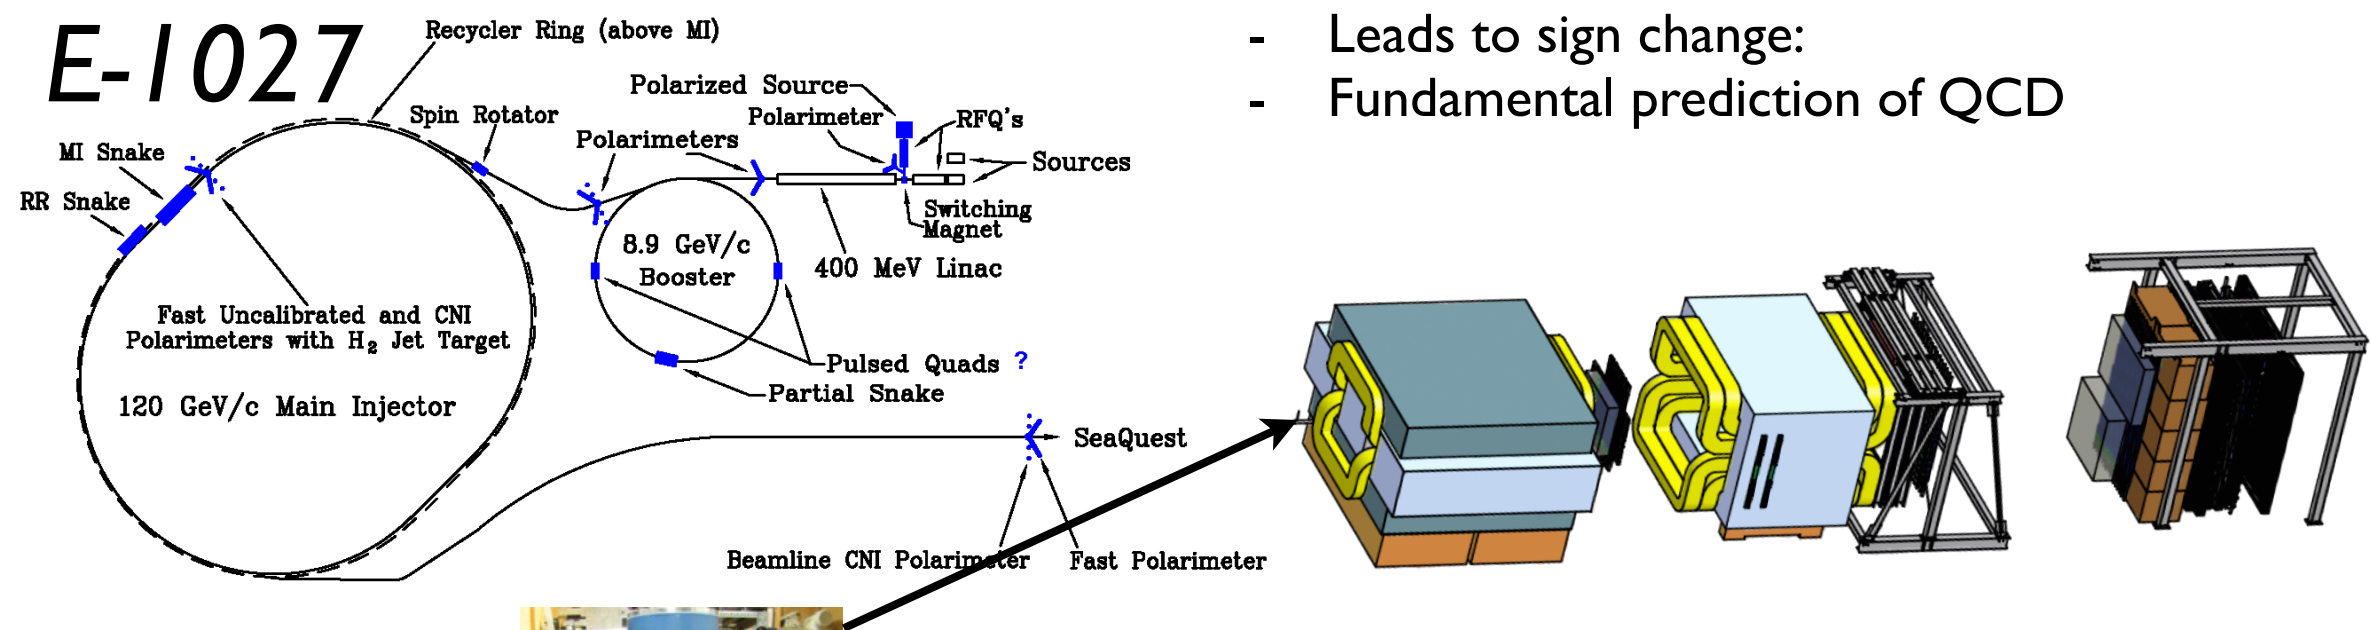 E-1027
Recycler Ring (above MI)
- Leads to sign change:
- Fundamental prediction of QCD
Polarized Source
Spin Rotator
Polarimeter
RFQ's
Polarimeters
MI Snake
Sources
RR Snake
Switching
Magnet
8.9 GeV/c
Booster
400 MeV Linac
Fast Uncalibrated and CNI
Polarimeters with H₂ Jet Target
Pulsed Quads ?
Partial Snake
120 GeV/c Main Injector
SeaQuest
Beamline CNI Polarimeter
Fast Polarimeter